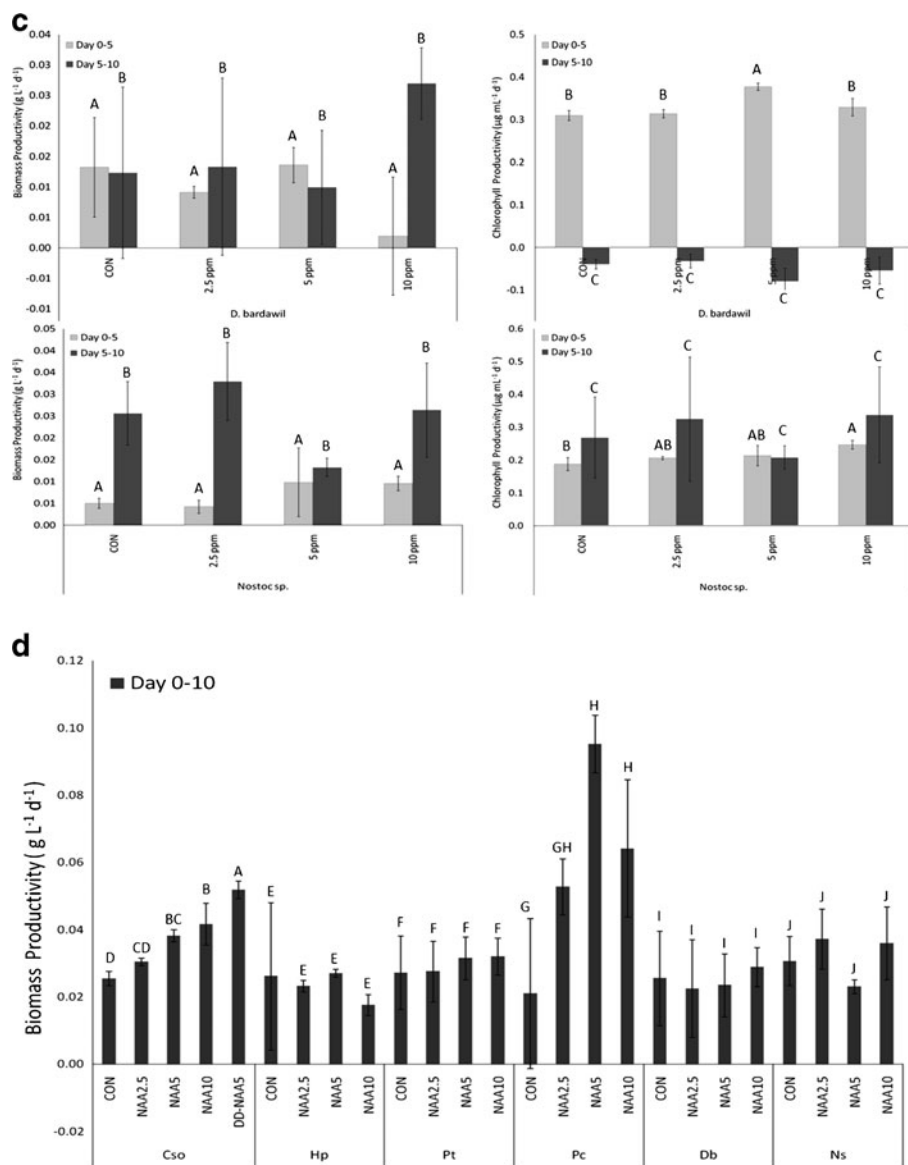 c
Biomass Productivity (g L⁻¹ d⁻¹)
0.04
0.03
0.03
0.02
0.02
0.01
0.01
0.00
-0.01
-0.01
Day 0-5
Day 5-10
A
B
A
B
A
B
A
B
CON
2.5 ppm
5 ppm
10 ppm
D. bardawil
Chlorophyll Productivity (µg mL⁻¹ d⁻¹)
0.5
0.4
0.3
0.2
0.1
0.0
-0.1
Day 0-5
Day 5-10
B
C
B
C
A
C
B
C
CON
2.5 ppm
5 ppm
10 ppm
D. bardawil
Biomass Productivity (g L⁻¹ d⁻¹)
0.05
0.04
0.04
0.03
0.03
0.02
0.02
0.01
0.01
0.00
Day 0-5
Day 5-10
A
B
A
B
A
B
A
B
CON
2.5 ppm
5 ppm
10 ppm
Nostoc sp.
Chlorophyll Productivity (µg mL⁻¹ d⁻¹)
0.6
0.5
0.4
0.3
0.2
0.1
0.0
Day 0-5
Day 5-10
B
C
AB
C
AB
C
A
C
CON
2.5 ppm
5 ppm
10 ppm
Nostoc sp.
d
Biomass Productivity ( g L⁻¹ d⁻¹)
0.12
0.10
0.08
0.06
0.04
0.02
0.00
-0.02
Day 0-10
D
CD
BC
B
A
E
E
E
E
F
F
F
F
G
GH
H
H
I
I
I
I
J
J
J
J
CON
NAA2.5
NAA5
NAA10
DD-NAA5
CON
NAA2.5
NAA5
NAA10
CON
NAA2.5
NAA5
NAA10
CON
NAA2.5
NAA5
NAA10
CON
NAA2.5
NAA5
NAA10
CON
NAA2.5
NAA5
NAA10
Cso
Hp
Pt
Pc
Db
Ns